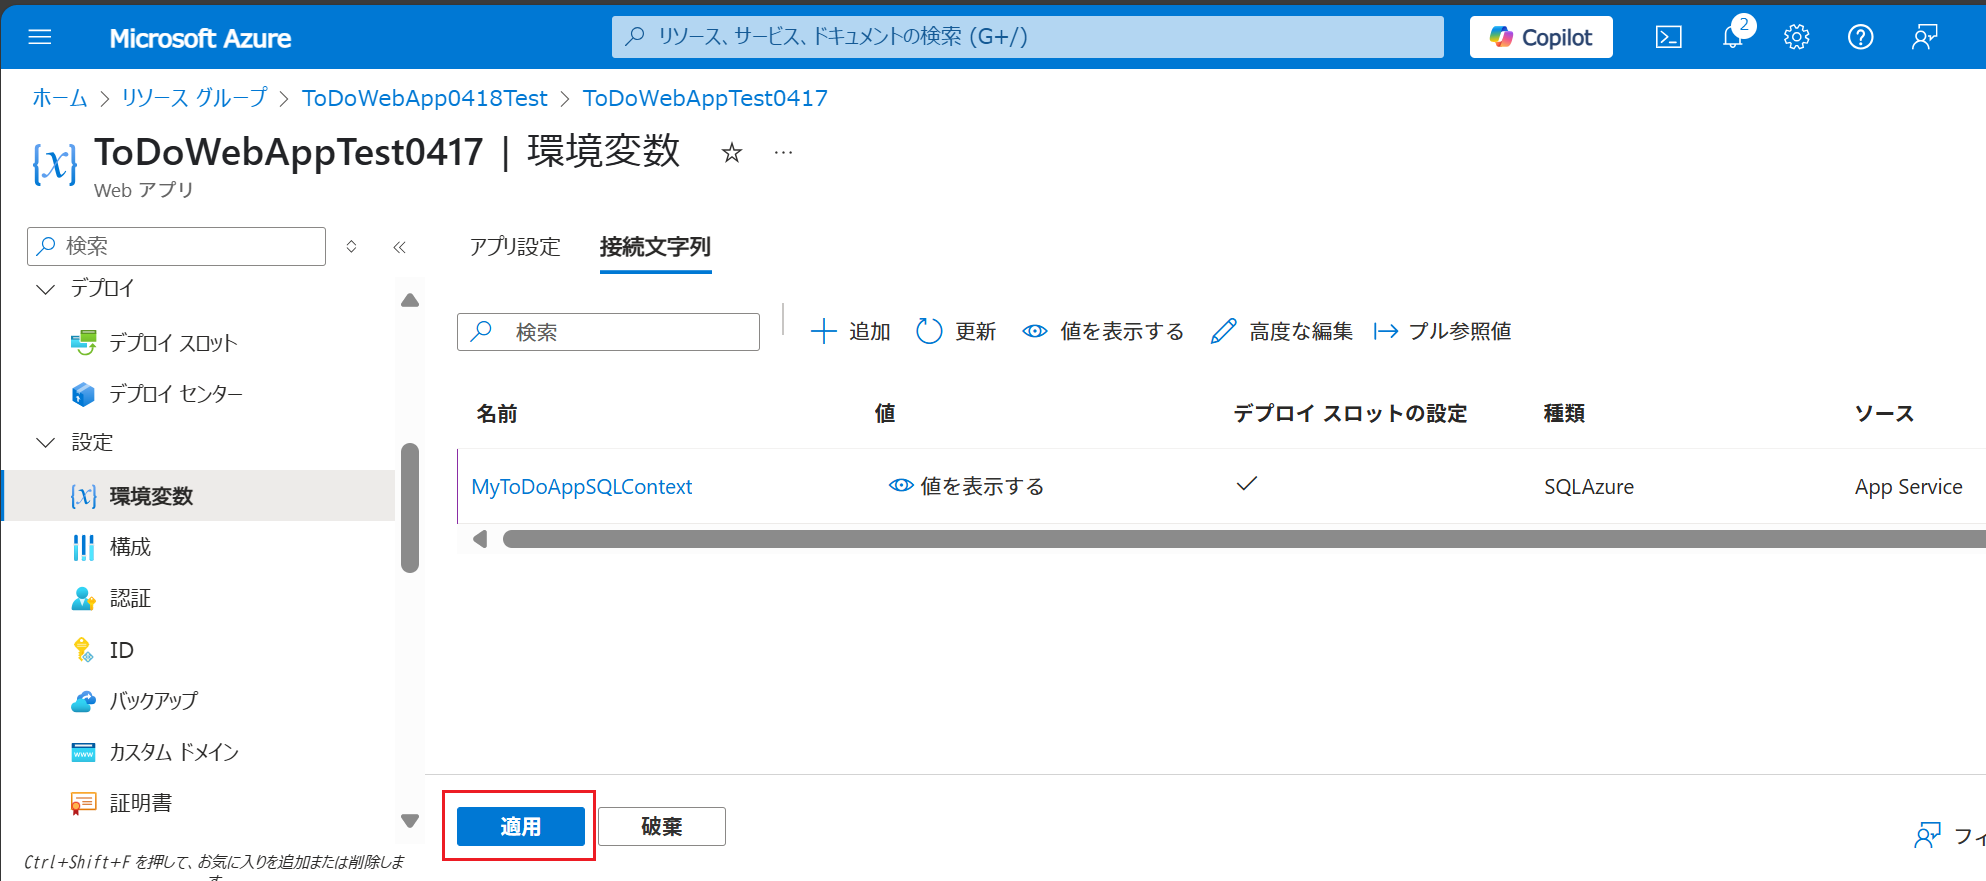 Microsoft Azure
リソース、サービス、ドキュメントの検索 (G+/)
Copilot
2
ホーム > リソース グループ > ToDoWebApp0418Test > ToDoWebAppTest0417
{x} ToDoWebAppTest0417 | 環境変数 ☆ …
Web アプリ
検索
デプロイ
デプロイ スロット
デプロイ センター
設定
{x} 環境変数
構成
認証
ID
バックアップ
カスタム ドメイン
www
証明書
Ctrl+Shift+F を押して、お気に入りを追加または削除しま
す
アプリ設定 接続文字列
検索
追加 更新 値を表示する 高度な編集 プル参照値
名前 値 デプロイ スロットの設定 種類 ソース
MyToDoAppSQLContext 値を表示する ✓ SQLAzure App Service
適用 破棄
フィ